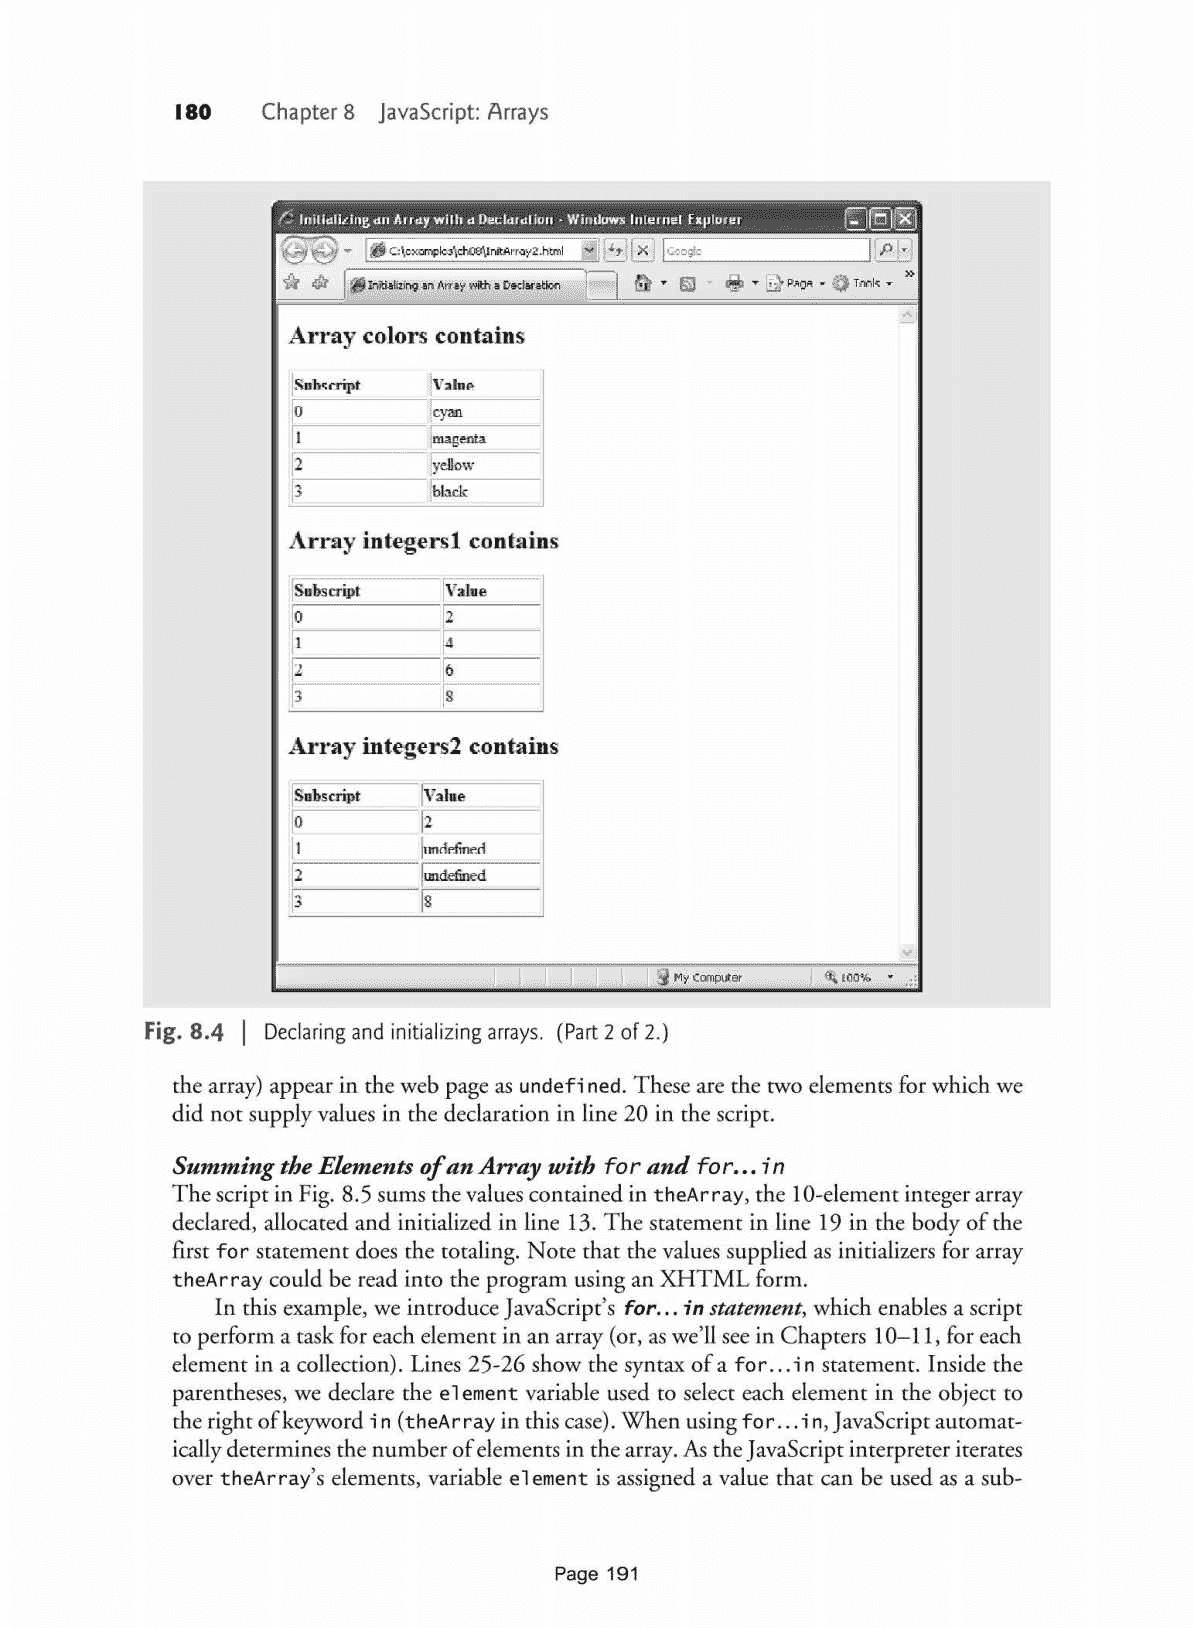 180 Chapter 8 JavaScript: Arrays
Initializing an Array with a Declaration - Windows Internet Explorer
C:\examples\ch08\InitArray2.html Google
Initializing an Array with a Declaration Page Tools »
Array colors contains
Subscript Value
0 cyan
1 magenta
2 yellow
3 black
Array integers1 contains
Subscript Value
0 2
1 4
2 6
3 8
Array integers2 contains
Subscript Value
0 2
1 undefined
2 undefined
3 8
My Computer 100%
Fig. 8.4 | Declaring and initializing arrays. (Part 2 of 2.)
the array) appear in the web page as undefined. These are the two elements for which we
did not supply values in the declaration in line 20 in the script.
Summing the Elements of an Array with for and for...in
The script in Fig. 8.5 sums the values contained in theArray, the 10-element integer array
declared, allocated and initialized in line 13. The statement in line 19 in the body of the
first for statement does the totaling. Note that the values supplied as initializers for array
theArray could be read into the program using an XHTML form.
In this example, we introduce JavaScript's for...in statement, which enables a script
to perform a task for each element in an array (or, as we'll see in Chapters 10–11, for each
element in a collection). Lines 25-26 show the syntax of a for...in statement. Inside the
parentheses, we declare the element variable used to select each element in the object to
the right of keyword in (theArray in this case). When using for...in, JavaScript automat-
ically determines the number of elements in the array. As the JavaScript interpreter iterates
over theArray's elements, variable element is assigned a value that can be used as a sub-
Page 191